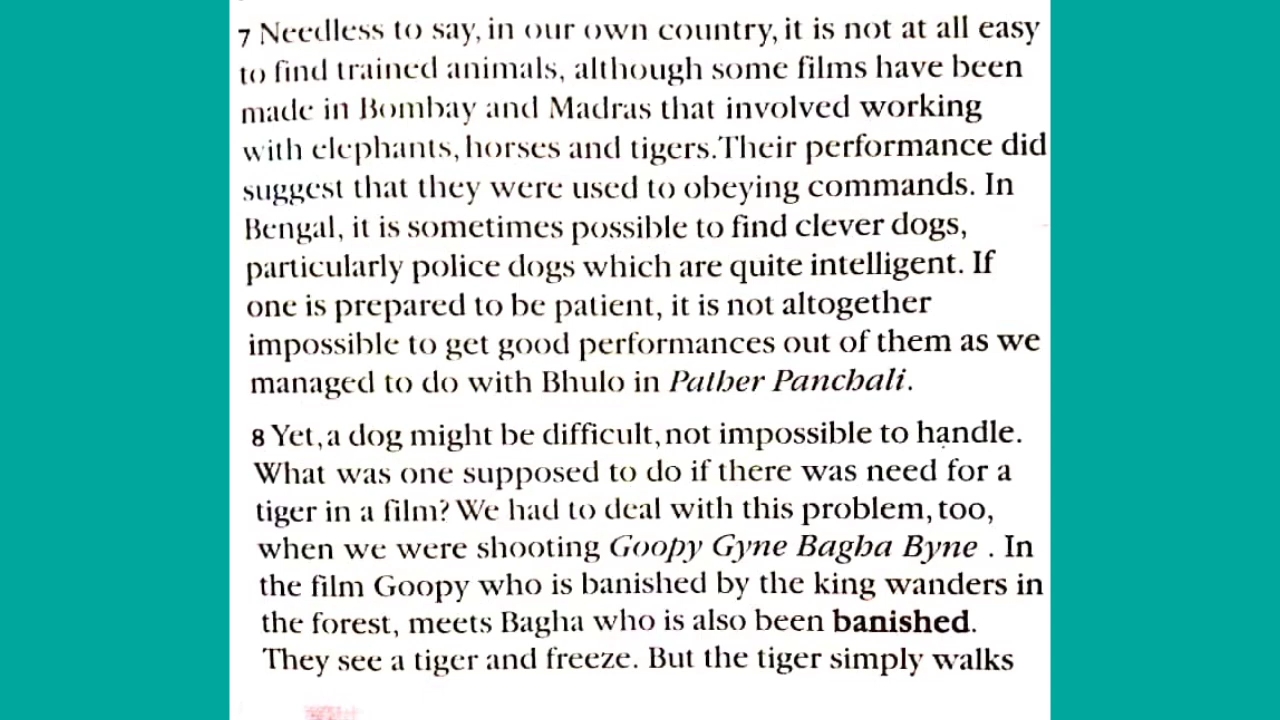 7 Needless to say, in our own country, it is not at all easy
to find trained animals, although some films have been
made in Bombay and Madras that involved working
with elephants, horses and tigers. Their performance did
suggest that they were used to obeying commands. In
Bengal, it is sometimes possible to find clever dogs,
particularly police dogs which are quite intelligent. If
one is prepared to be patient, it is not altogether
impossible to get good performances out of them as we
managed to do with Bhulo in Pather Panchali.
8 Yet, a dog might be difficult, not impossible to handle.
What was one supposed to do if there was need for a
tiger in a film? We had to deal with this problem, too,
when we were shooting Goopy Gyne Bagha Byne . In
the film Goopy who is banished by the king wanders in
the forest, meets Bagha who is also been banished.
They see a tiger and freeze. But the tiger simply walks